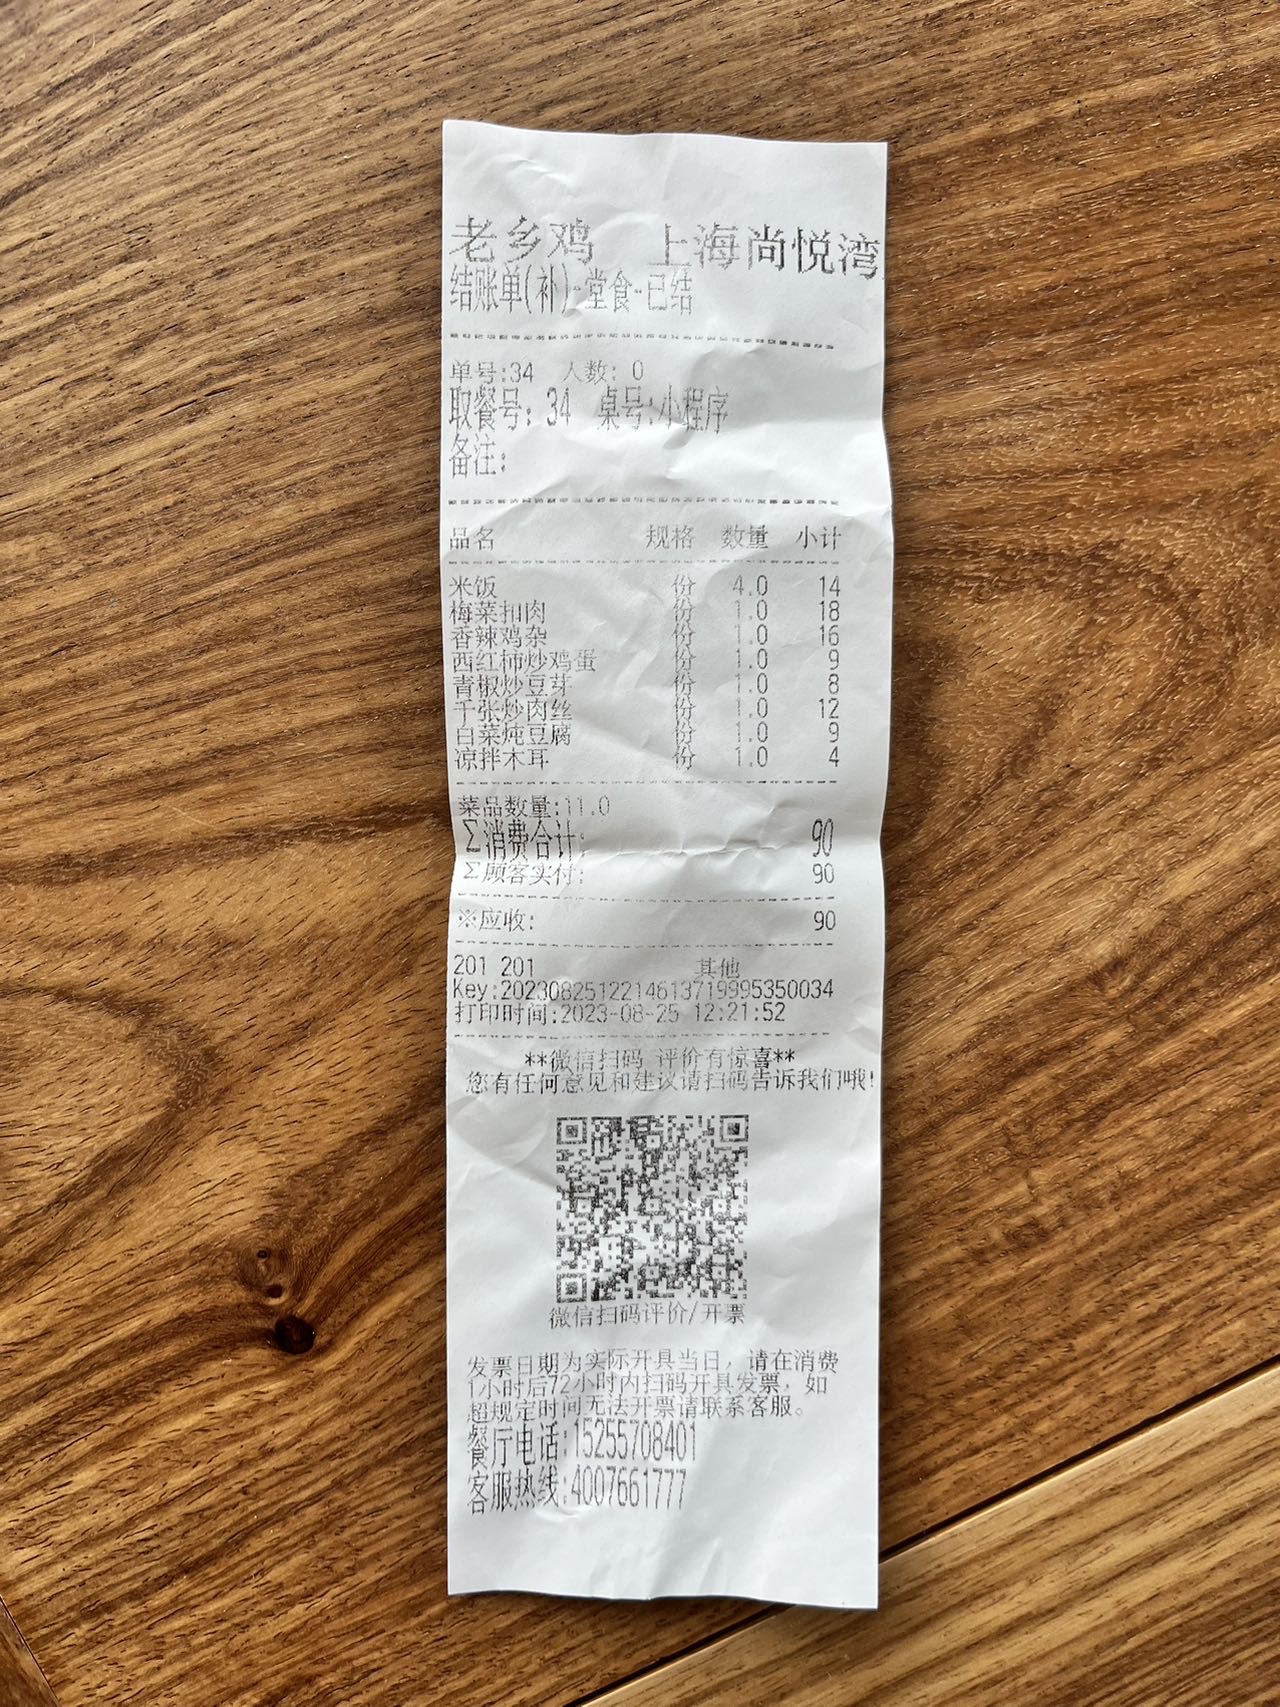 老乡鸡 上海尚悦湾
结账单(补)-堂食-已结
单号:34 人数: 0
取餐号: 34 桌号:小程序
备注:
品名 规格 数量 小计
米饭 份 4.0 14
梅菜扣肉 份 1.0 18
香辣鸡杂 份 1.0 16
西红柿炒鸡蛋 份 1.0 9
青椒炒豆芽 份 1.0 8
千张炒肉丝 份 1.0 12
白菜炖豆腐 份 1.0 9
凉拌木耳 份 1.0 4
菜品数量:11.0
Σ消费合计: 90
Σ顾客实付: 90
※应收: 90
201 201 其他
Key:20230825122146137199953500​34
打印时间:2023-08-25 12:21:52
**微信扫码 评价有惊喜**
您有任何意见和建议请扫码告诉我们哦!
微信扫码评价/开票
发票日期为实际开具当日，请在消费
1小时后72小时内扫码开具发票，如
超规定时间无法开票请联系客服。
餐厅电话:15255708401
客服热线:4007661777